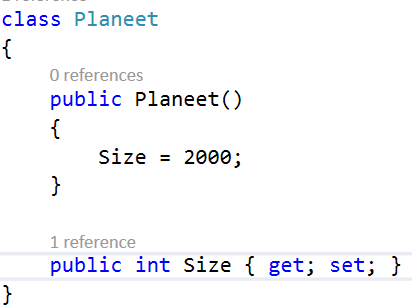 class Planeet
{
0 references
public Planeet()
{
Size = 2000;
}
1 reference
public int Size { get; set; }
}